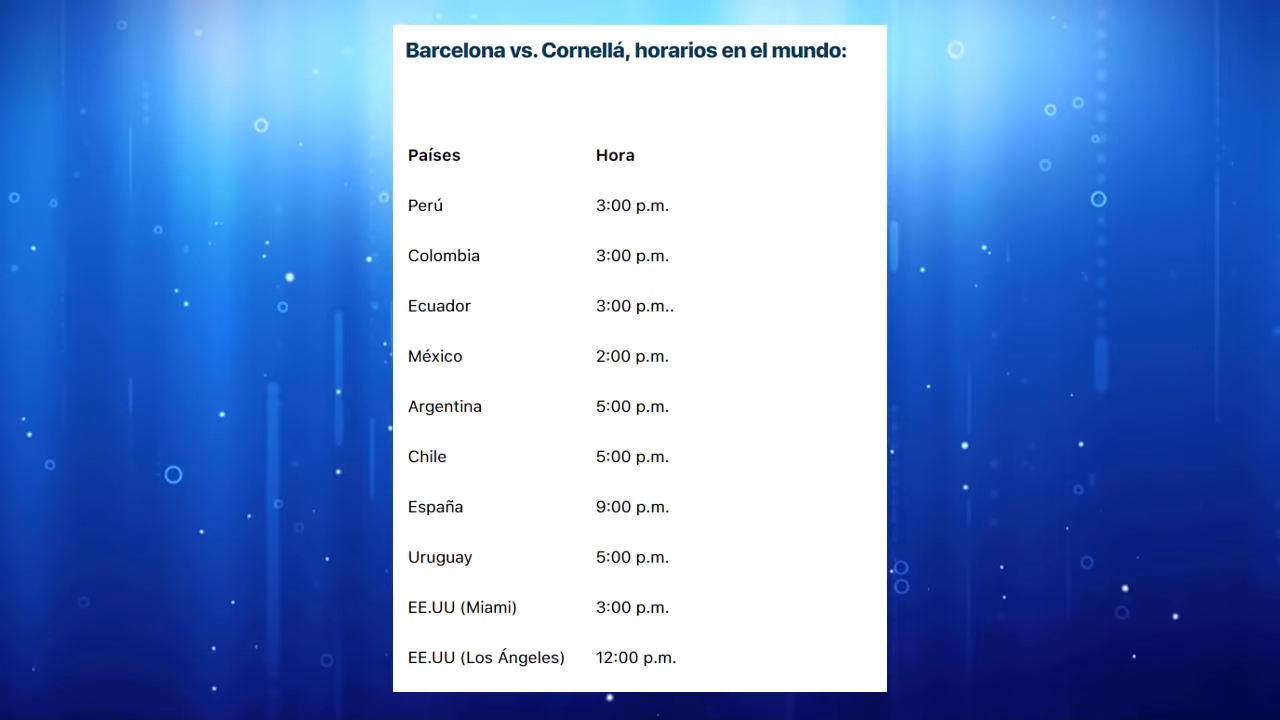 Barcelona vs. Cornellá, horarios en el mundo:
Países Hora
Perú 3:00 p.m.
Colombia 3:00 p.m.
Ecuador 3:00 p.m..
México 2:00 p.m.
Argentina 5:00 p.m.
Chile 5:00 p.m.
España 9:00 p.m.
Uruguay 5:00 p.m.
EE.UU (Miami) 3:00 p.m.
EE.UU (Los Ángeles) 12:00 p.m.